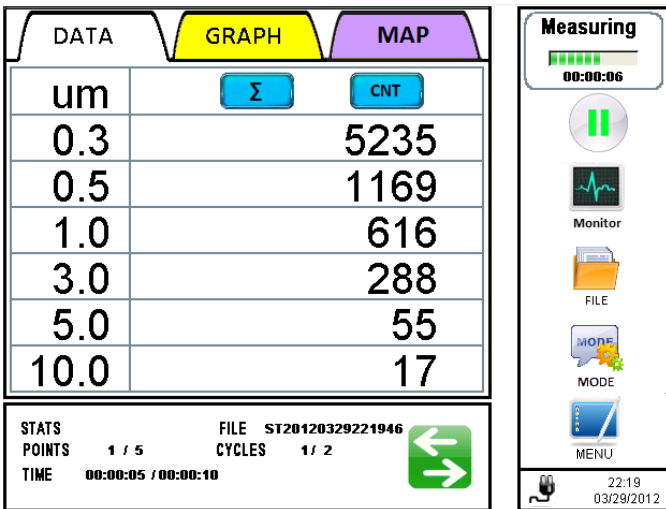 DATA GRAPH MAP
um Σ CNT
0.3 5235
0.5 1169
1.0 616
3.0 288
5.0 55
10.0 17
STATS FILE ST20120329221946
POINTS 1 / 5 CYCLES 1/ 2
TIME 00:00:05 / 00:00:10
Measuring
00:00:06
Monitor
FILE
MODE
MODE
MENU
22:19
03/29/2012